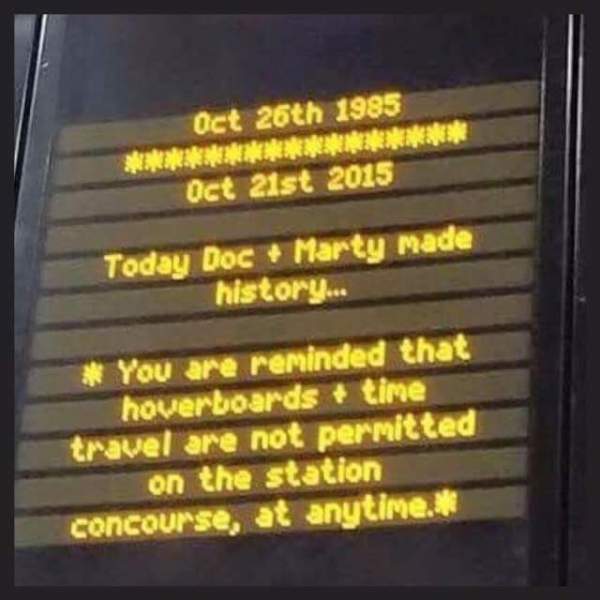 Oct 26th 1985
*****************
Oct 21st 2015
Today Doc + Marty made
history...
* You are reminded that
hoverboards + time
travel are not permitted
on the station
concourse, at anytime.*